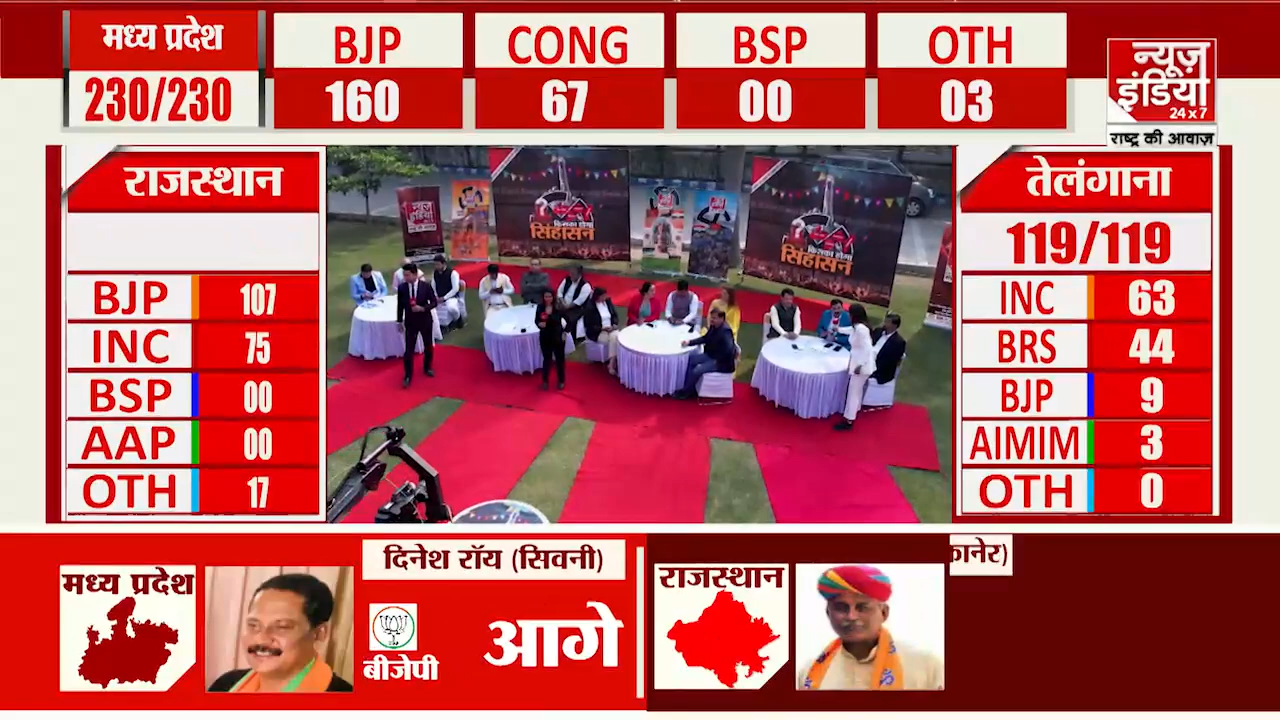 मध्य प्रदेश
230/230
BJP
160
CONG
67
BSP
00
OTH
03
न्यूज़
इंडिया
24x7
राष्ट्र की आवाज़
राजस्थान
BJP 107
INC 75
BSP 00
AAP 00
OTH 17
न्यूज़
इंडिया
किसका होगा
सिंहासन
किसका होगा
सिंहासन
तेलंगाना
119/119
INC 63
BRS 44
BJP 9
AIMIM 3
OTH 0
मध्य प्रदेश
दिनेश रॉय (सिवनी)
बीजेपी
आगे
राजस्थान
कानेर)